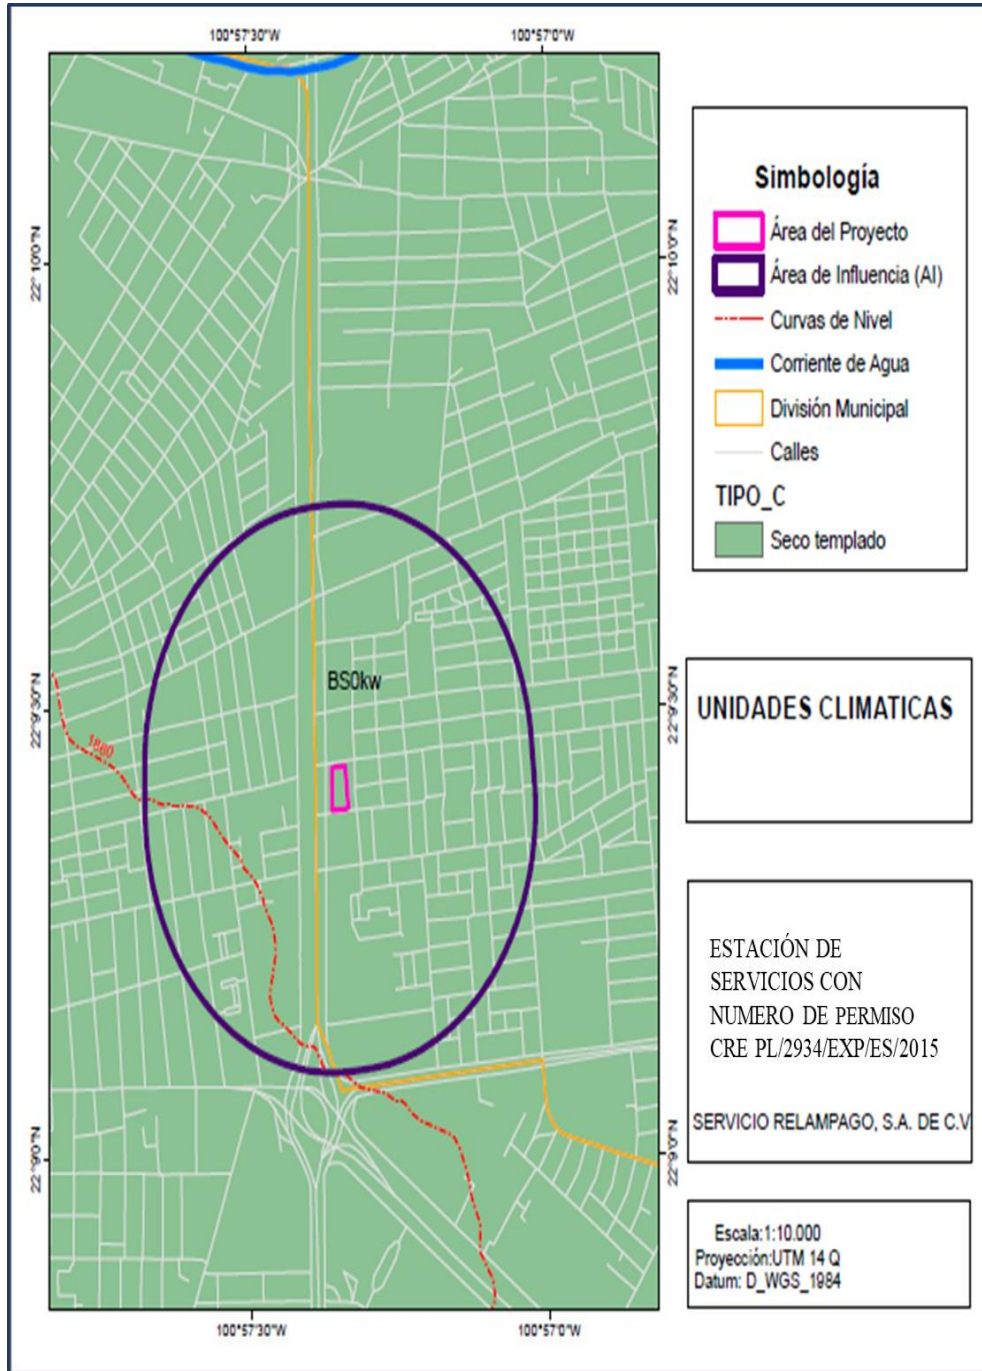 100°57'30"W
100°57'0"W
22°10'0"N
22°10'0"N
Simbología
Área del Proyecto
Área de Influencia (AI)
Curvas de Nivel
Corriente de Agua
División Municipal
Calles
TIPO_C
Seco templado
BS0kw
1880
22°9'30"N
22°9'30"N
UNIDADES CLIMATICAS
ESTACIÓN DE
SERVICIOS CON
NUMERO DE PERMISO
CRE PL/2934/EXP/ES/2015
SERVICIO RELAMPAGO, S.A. DE C.V
22°9'0"N
22°9'0"N
Escala:1:10.000
Proyección:UTM 14 Q
Datum: D_WGS_1984
100°57'30"W
100°57'0"W